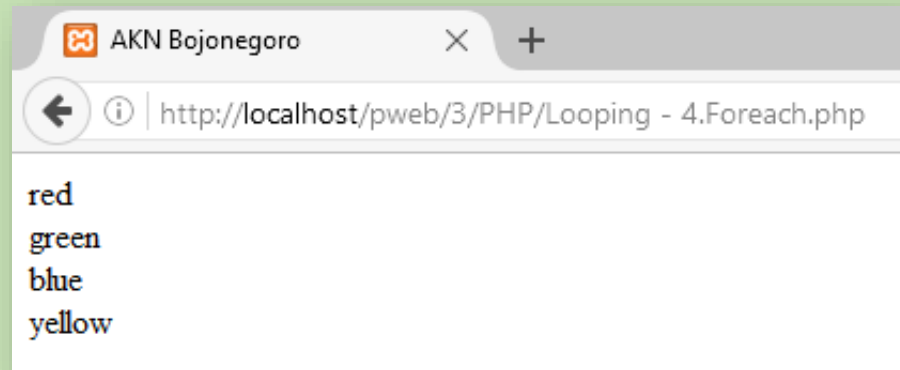 AKN Bojonegoro
http://localhost/pweb/3/PHP/Looping - 4.Foreach.php
red
green
blue
yellow